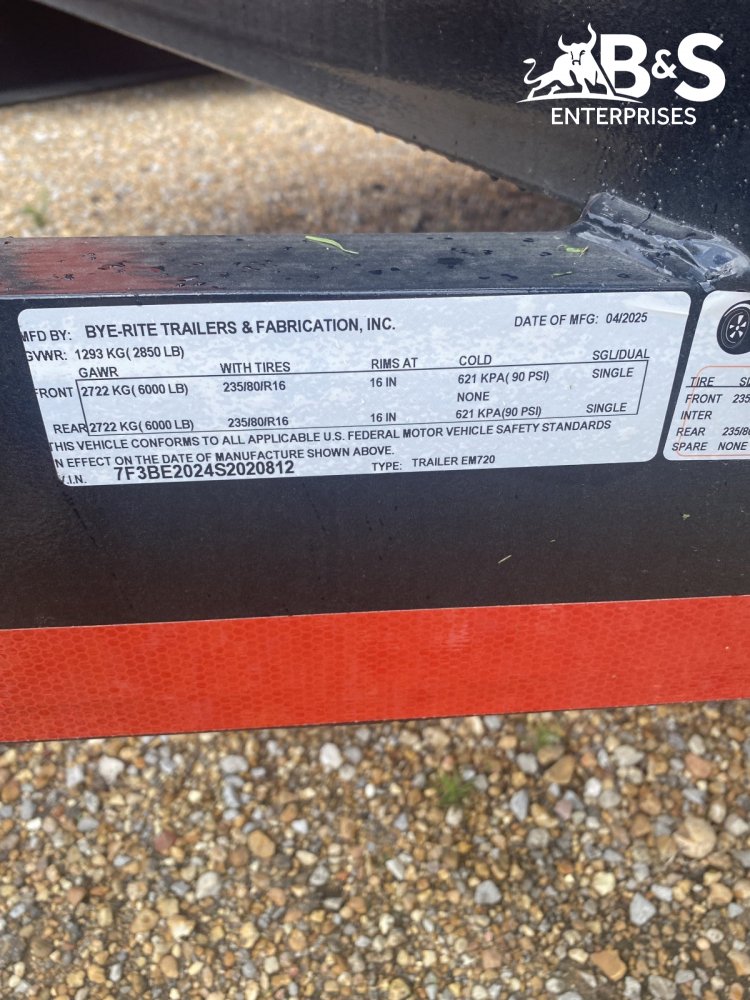 B&S
ENTERPRISES
MFD BY: BYE-RITE TRAILERS & FABRICATION, INC. DATE OF MFG: 04/2025
GVWR: 1293 KG( 2850 LB)
GAWR WITH TIRES RIMS AT COLD SGL/DUAL
FRONT 2722 KG( 6000 LB) 235/80/R16 16 IN 621 KPA( 90 PSI) SINGLE
NONE
REAR 2722 KG( 6000 LB) 235/80/R16 16 IN 621 KPA(90 PSI) SINGLE
THIS VEHICLE CONFORMS TO ALL APPLICABLE U.S. FEDERAL MOTOR VEHICLE SAFETY STANDARDS
IN EFFECT ON THE DATE OF MANUFACTURE SHOWN ABOVE.
V.I.N. 7F3BE2024S2020812 TYPE: TRAILER EM720
TIRE
FRONT 235
INTER
REAR 235/8
SPARE NONE